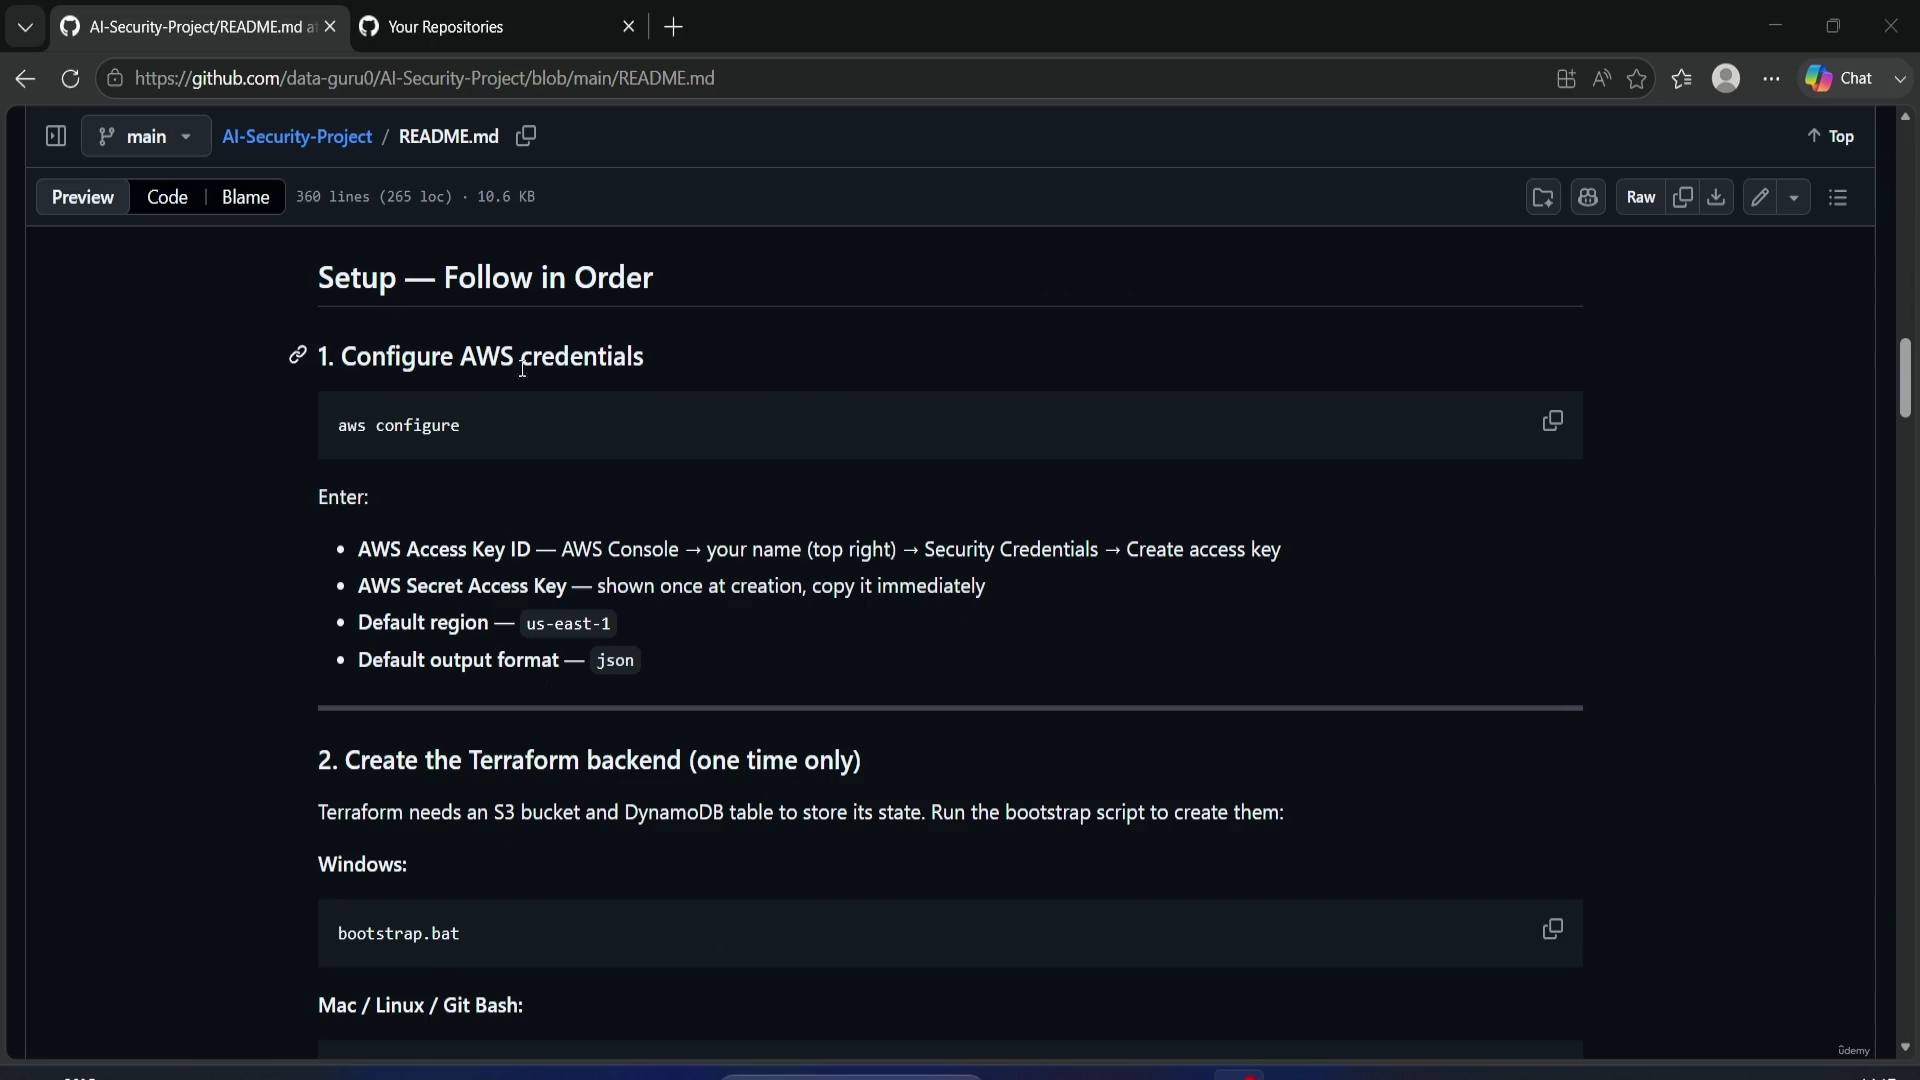 AI-Security-Project/README.md at
Your Repositories
https://github.com/data-guru0/AI-Security-Project/blob/main/README.md
Chat
main
AI-Security-Project / README.md
Top
Preview
Code
Blame
360 lines (265 loc) · 10.6 KB
Raw
Setup — Follow in Order
1. Configure AWS credentials
aws configure
Enter:
• AWS Access Key ID — AWS Console → your name (top right) → Security Credentials → Create access key
• AWS Secret Access Key — shown once at creation, copy it immediately
• Default region — us-east-1
• Default output format — json
2. Create the Terraform backend (one time only)
Terraform needs an S3 bucket and DynamoDB table to store its state. Run the bootstrap script to create them:
Windows:
bootstrap.bat
Mac / Linux / Git Bash:
ûdemy